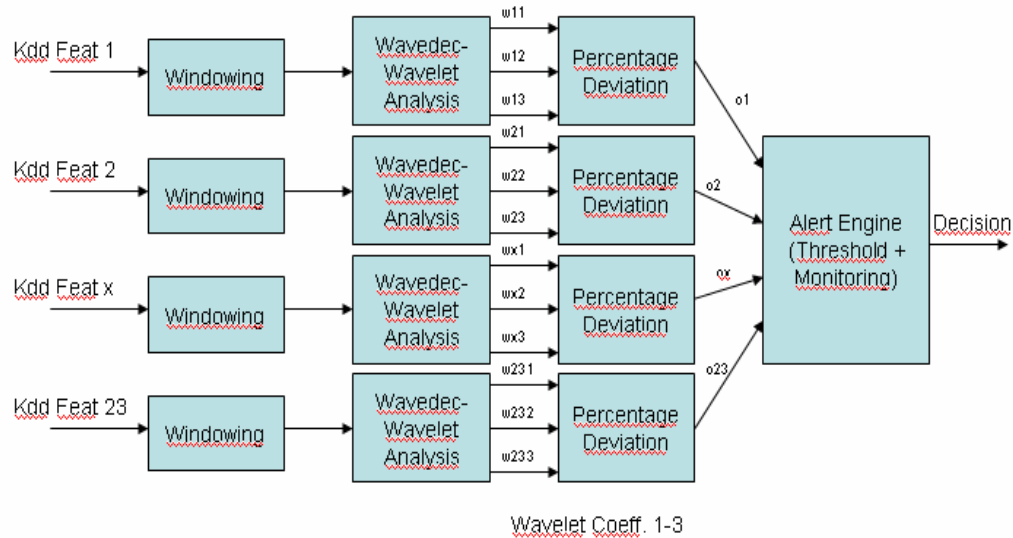 Kdd Feat 1
Windowing
Wavedec-
Wavelet
Analysis
w11
w12
w13
Percentage
Deviation
o1
Kdd Feat 2
Windowing
Wavedec-
Wavelet
Analysis
w21
w22
w23
Percentage
Deviation
o2
Kdd Feat x
Windowing
Wavedec-
Wavelet
Analysis
wx1
wx2
wx3
Percentage
Deviation
ox
Kdd Feat 23
Windowing
Wavedec-
Wavelet
Analysis
w231
w232
w233
Percentage
Deviation
o23
Alert Engine
(Threshold +
Monitoring)
Decision
Wavelet Coeff. 1-3